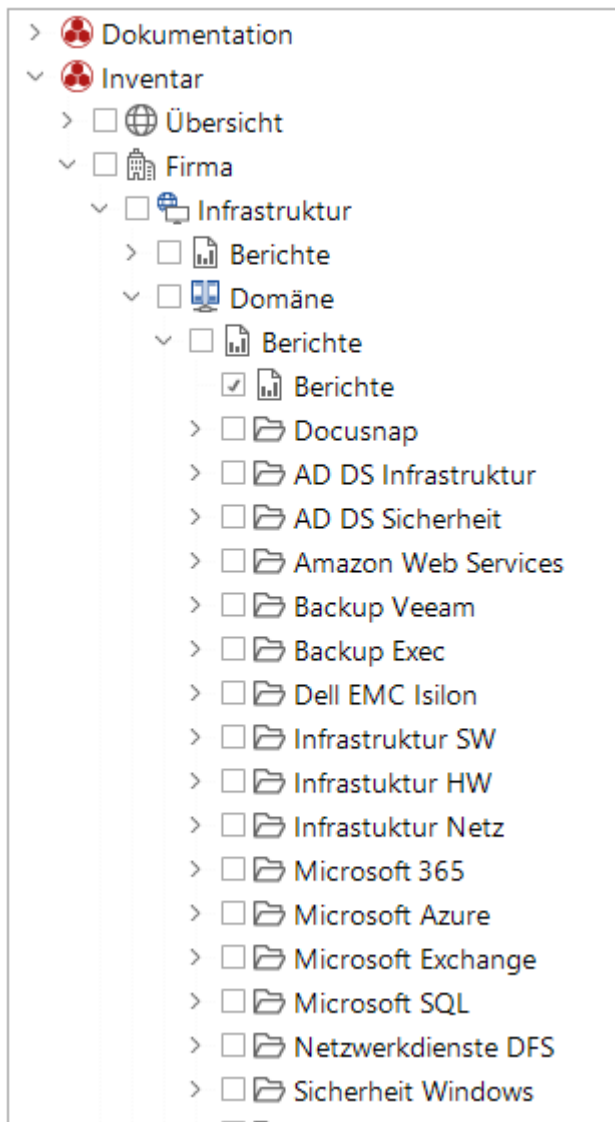 Dokumentation
Inventar
Übersicht
Firma
Infrastruktur
Berichte
Domäne
Berichte
Berichte
Docusnap
AD DS Infrastruktur
AD DS Sicherheit
Amazon Web Services
Backup Veeam
Backup Exec
Dell EMC Isilon
Infrastruktur SW
Infrastuktur HW
Infrastuktur Netz
Microsoft 365
Microsoft Azure
Microsoft Exchange
Microsoft SQL
Netzwerkdienste DFS
Sicherheit Windows